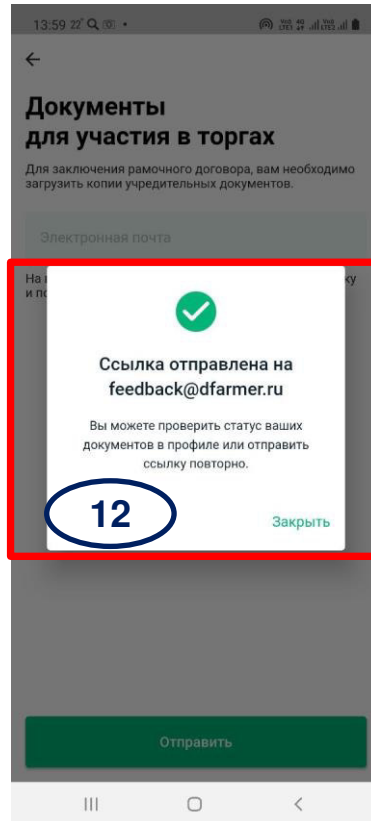 13:59 22°
Документы
для участия в торгах
Для заключения рамочного договора, вам необходимо
загрузить копии учредительных документов.
Электронная почта
Ссылка отправлена на
feedback@dfarmer.ru
Вы можете проверить статус ваших
документов в профиле или отправить
ссылку повторно.
12
Закрыть
Отправить